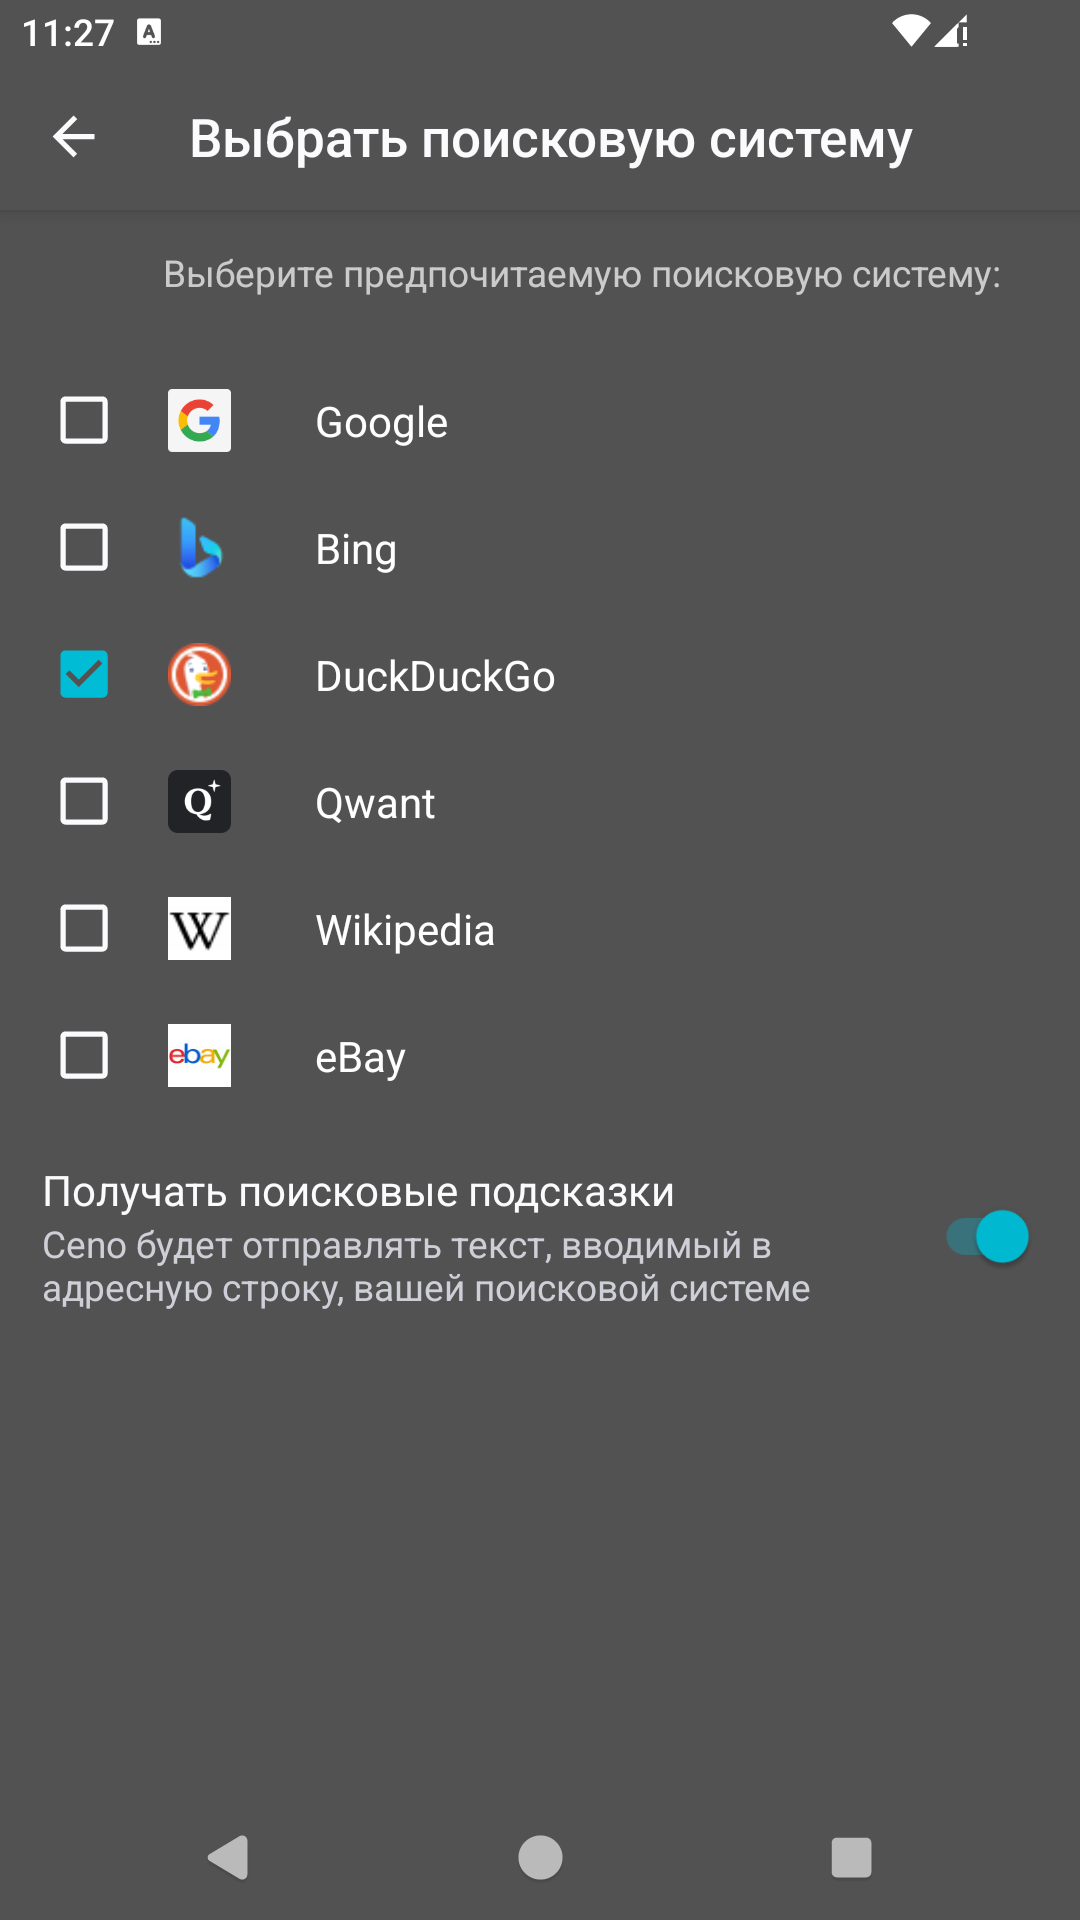 11:27
Выбрать поисковую систему
Выберите предпочитаемую поисковую систему:
Google
Bing
DuckDuckGo
Qwant
Wikipedia
eBay
Получать поисковые подсказки
Ceno будет отправлять текст, вводимый в
адресную строку, вашей поисковой системе